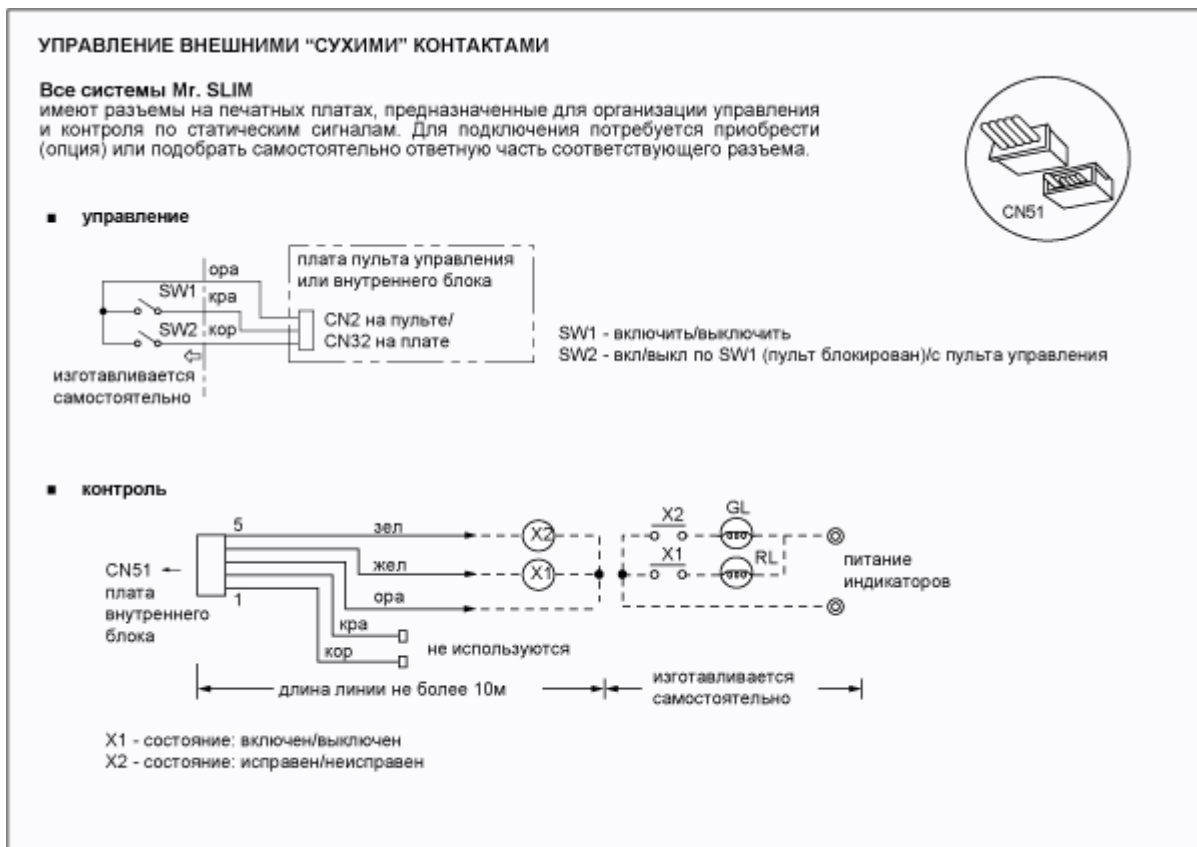 УПРАВЛЕНИЕ ВНЕШНИМИ “СУХИМИ” КОНТАКТАМИ
Все системы Mr. SLIM
имеют разъемы на печатных платах, предназначенные для организации управления
и контроля по статическим сигналам. Для подключения потребуется приобрести
(опция) или подобрать самостоятельно ответную часть соответствующего разъема.
CN51
■ управление
ора
SW1
кра
SW2
кор
изготавливается
самостоятельно
плата пульта управления
или внутреннего блока
CN2 на пульте/
CN32 на плате
SW1 - включить/выключить
SW2 - вкл/выкл по SW1 (пульт блокирован)/с пульта управления
■ контроль
CN51
плата
внутреннего
блока
5
1
зел
жел
ора
кра
кор
не используются
X2
X1
X2
GL
X1
RL
питание
индикаторов
длина линии не более 10м
изготавливается
самостоятельно
X1 - состояние: включен/выключен
X2 - состояние: исправен/неисправен